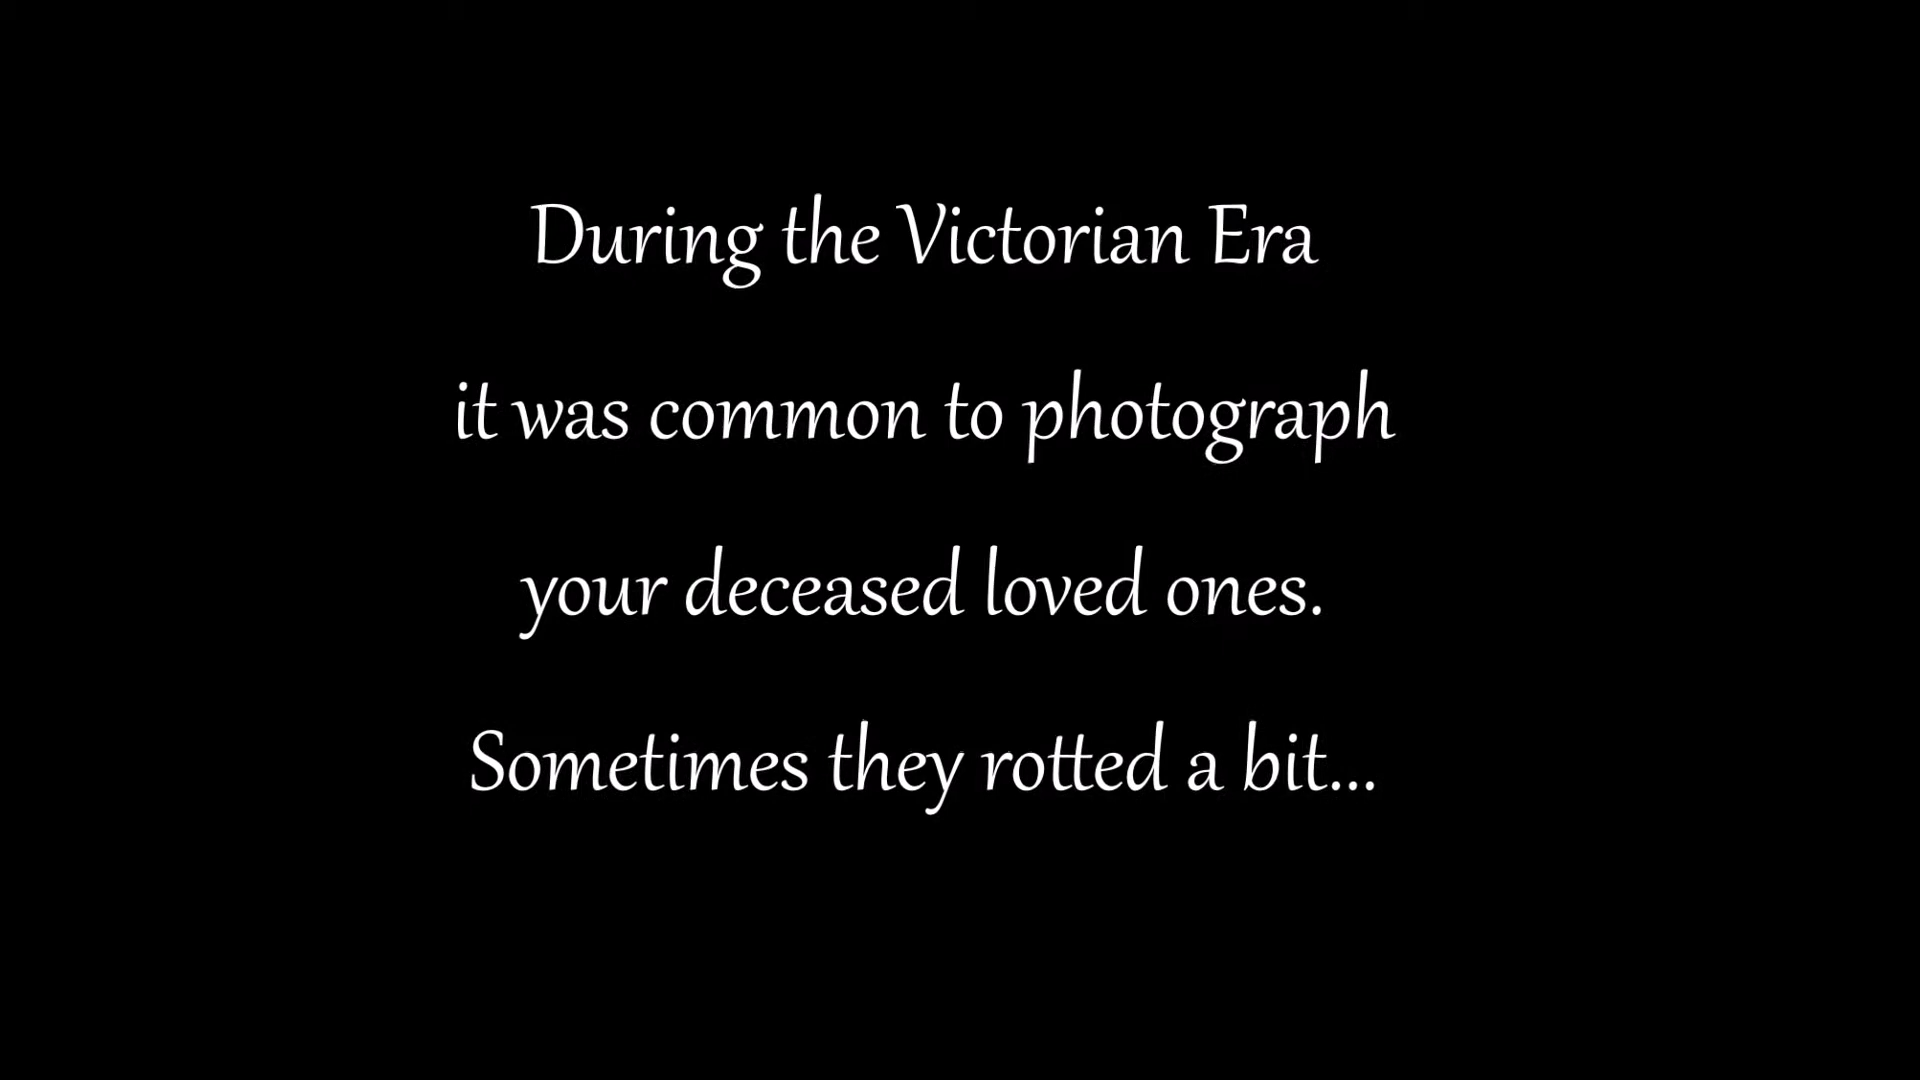 During the Victorian Era
it was common to photograph
your deceased loved ones.
Sometimes they rotted a bit...